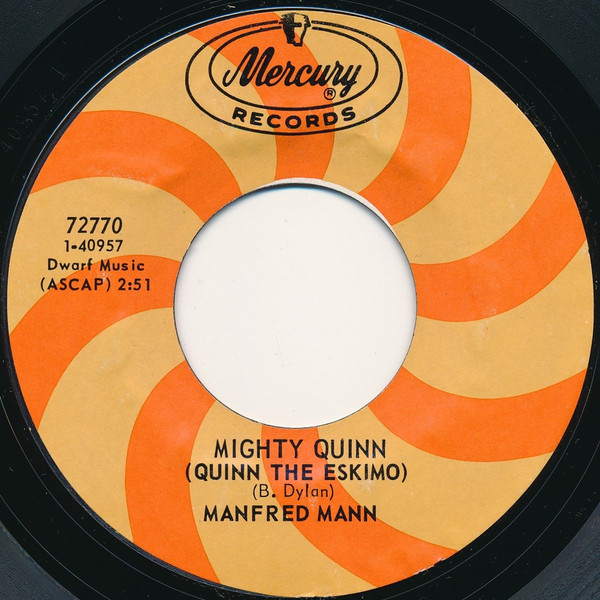 Mercury
®
RECORDS
72770
1-40957
Dwarf Music
(ASCAP) 2:51
MIGHTY QUINN
(QUINN THE ESKIMO)
(B. Dylan)
MANFRED MANN